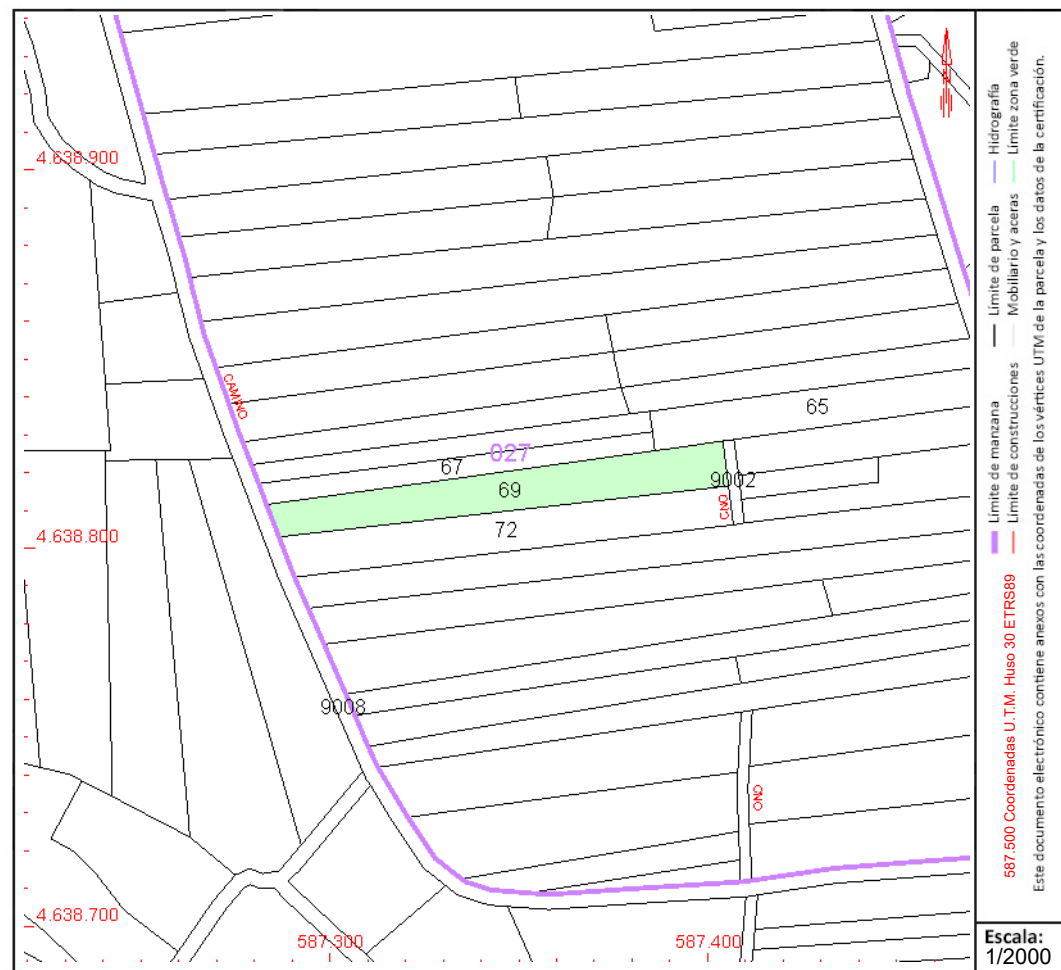 4.638.900
CAMINO
65
027
67
69
9002
CNO
72
4.638.800
9008
CNO
4.638.700
587.300
587.400
Límite de manzana
Límite de parcela
Hidrografía
Límite de construcciones
Mobiliario y aceras
Límite zona verde
587.500 Coordenadas U.T.M. Huso 30 ETRS89
Este documento electrónico contiene anexos con las coordenadas de los vértices UTM de la parcela y los datos de la certificación.
Escala:
1/2000